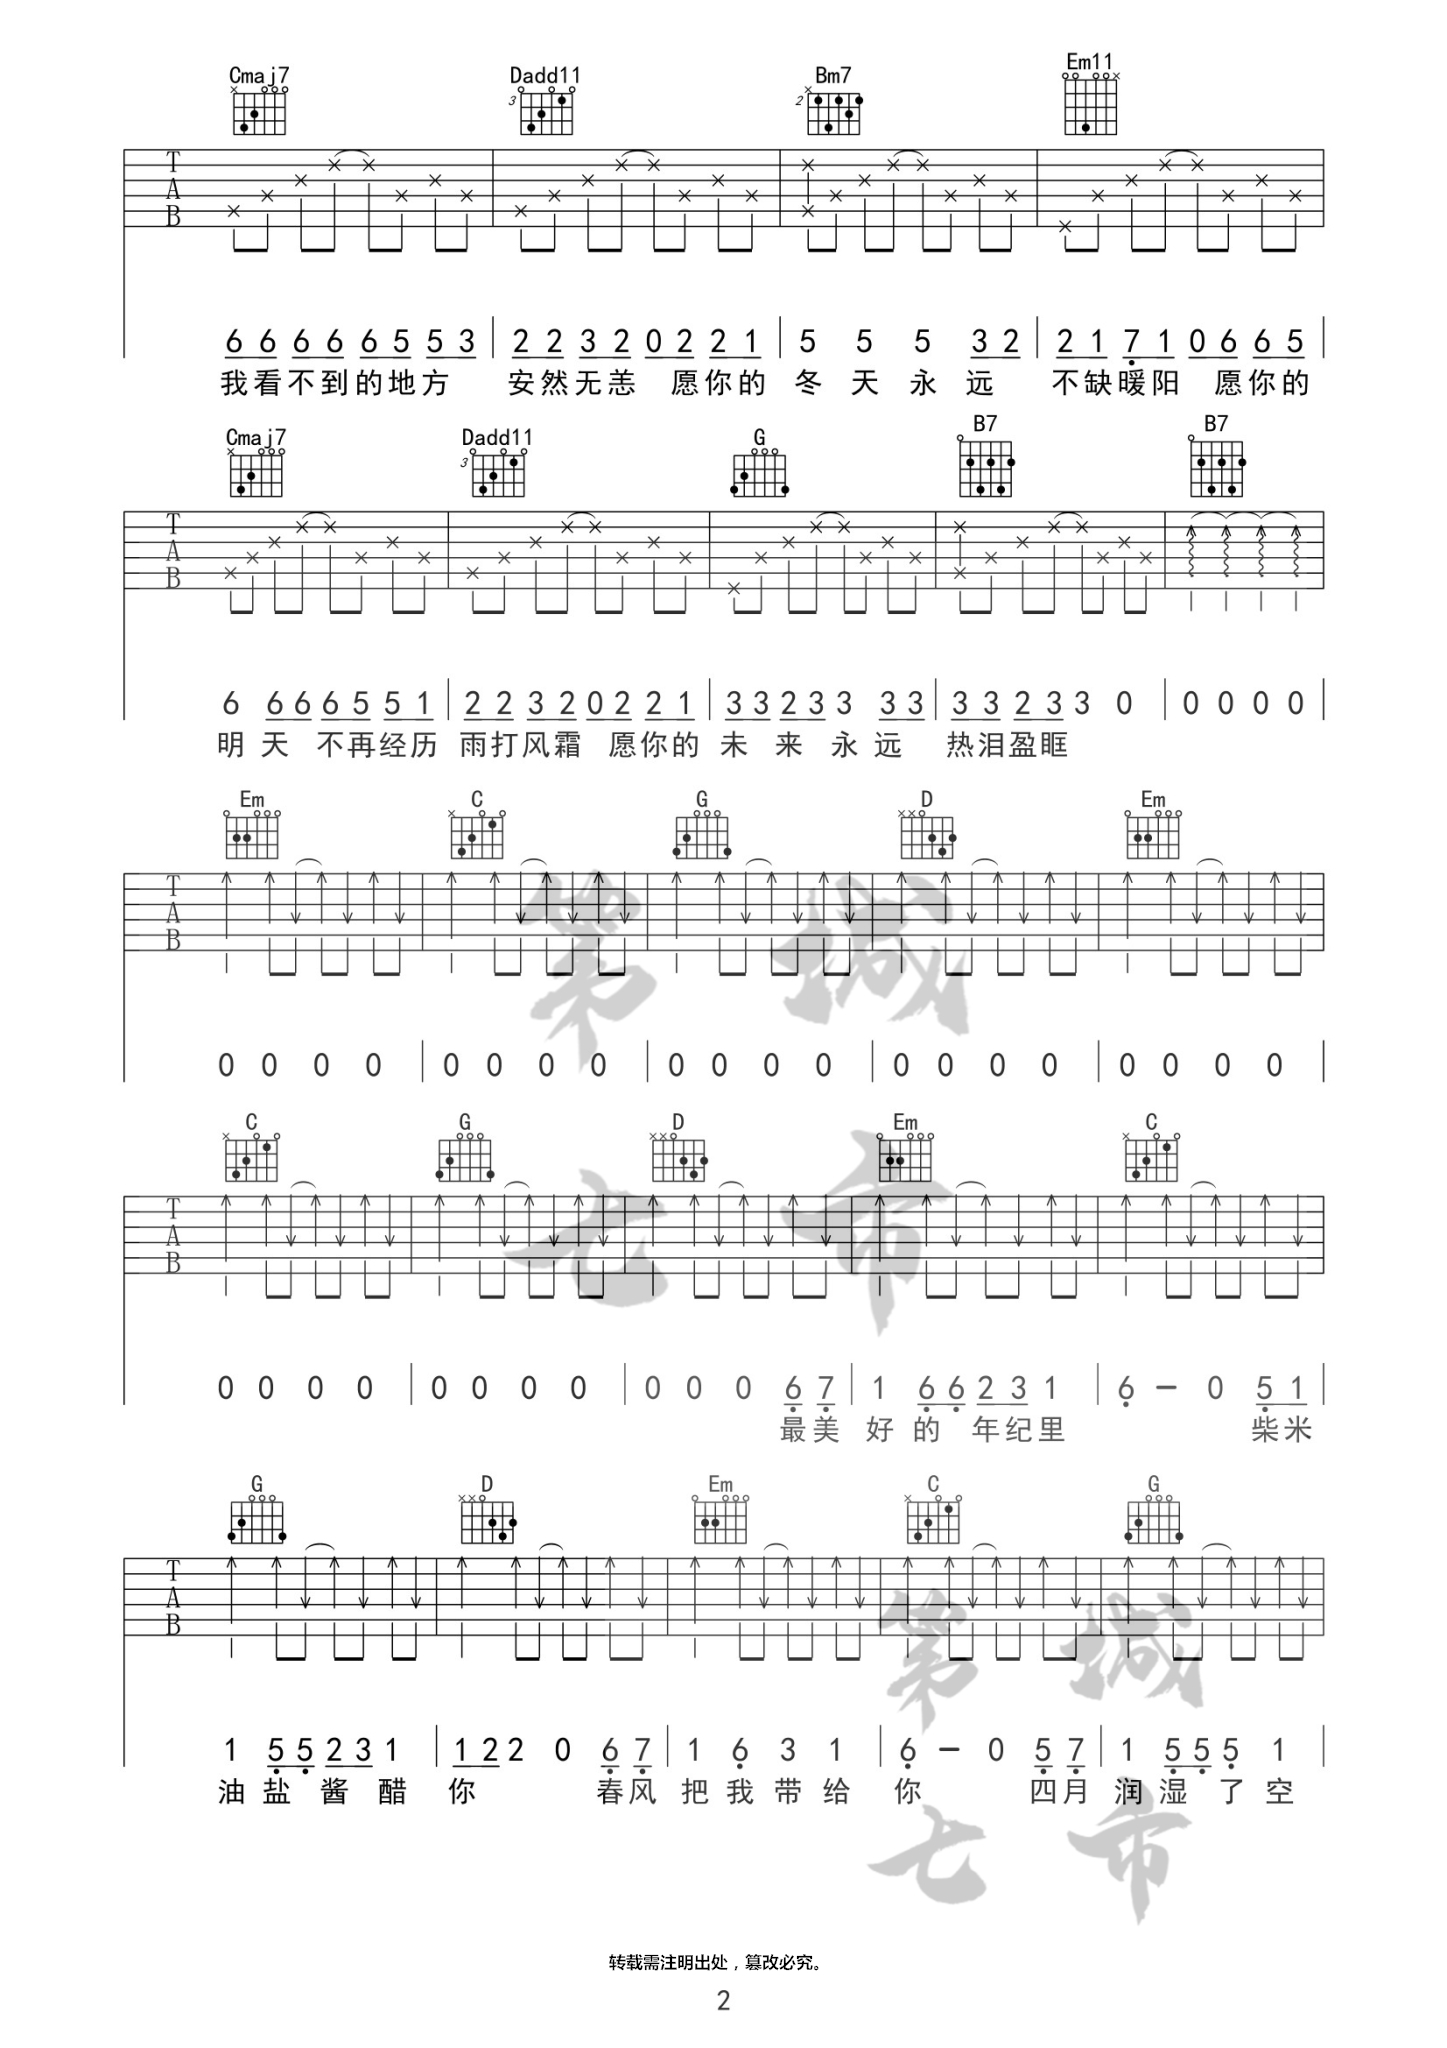 Cmaj7 Dadd11 Bm7 Em11
3 2
T
A
B
6 6 6 6 6 5 5 3 | 2 2 3 2 0 2 2 1 | 5 5 5 3 2 | 2 1 7 1 0 6 6 5 |
我看不到的地方 安然无恙 愿你的 冬天永远 不缺暖阳 愿你的
Cmaj7 Dadd11 G B7 B7
3
T
A
B
6 6 6 6 5 5 1 | 2 2 3 2 0 2 2 1 | 3 3 2 3 3 3 3 | 3 3 2 3 3 0 | 0 0 0 0 |
明天 不再经历 雨打风霜 愿你的 未来永远 热泪盈眶
Em C G D Em
T
A
B
0 0 0 0 | 0 0 0 0 | 0 0 0 0 | 0 0 0 0 | 0 0 0 0 |
C G D Em C
T
A
B
0 0 0 0 | 0 0 0 0 | 0 0 0 6 7 | 1 6 6 2 3 1 | 6 - 0 5 1 |
最美 好的 年纪里 柴米
G D Em C G
T
A
B
1 5 5 2 3 1 | 1 2 2 0 6 7 | 1 6 3 1 | 6 - 0 5 7 | 1 5 5 5 1 |
油盐 酱醋 你 春风 把我带给 你 四月 润湿了空
第七城市
第七城市
转载需注明出处，篡改必究。
2